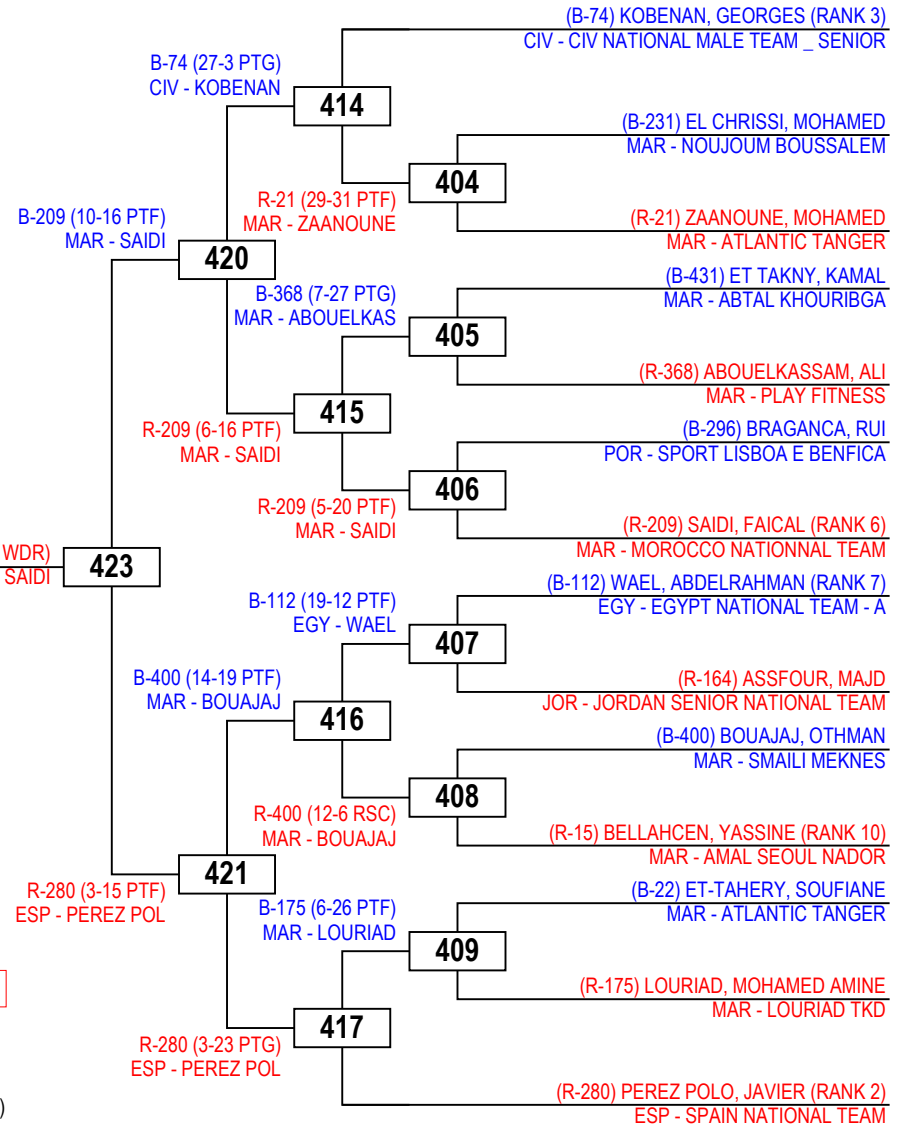 (B-74) KOBENAN, GEORGES (RANK 3)
CIV - CIV NATIONAL MALE TEAM _ SENIOR
B-74 (27-3 PTG)
CIV - KOBENAN
414
(B-231) EL CHRISSI, MOHAMED
MAR - NOUJOUM BOUSSALEM
404
R-21 (29-31 PTF)
MAR - ZAANOUNE
(R-21) ZAANOUNE, MOHAMED
MAR - ATLANTIC TANGER
B-209 (10-16 PTF)
MAR - SAIDI
420
(B-431) ET TAKNY, KAMAL
MAR - ABTAL KHOURIBGA
B-368 (7-27 PTG)
MAR - ABOUELKAS
405
(R-368) ABOUELKASSAM, ALI
MAR - PLAY FITNESS
415
R-209 (6-16 PTF)
MAR - SAIDI
(B-296) BRAGANCA, RUI
POR - SPORT LISBOA E BENFICA
406
R-209 (5-20 PTF)
MAR - SAIDI
(R-209) SAIDI, FAICAL (RANK 6)
MAR - MOROCCO NATIONNAL TEAM
WDR)
SAIDI
423
(B-112) WAEL, ABDELRAHMAN (RANK 7)
EGY - EGYPT NATIONAL TEAM - A
B-112 (19-12 PTF)
EGY - WAEL
407
(R-164) ASSFOUR, MAJD
JOR - JORDAN SENIOR NATIONAL TEAM
B-400 (14-19 PTF)
MAR - BOUAJAJ
416
(B-400) BOUAJAJ, OTHMAN
MAR - SMAILI MEKNES
408
R-400 (12-6 RSC)
MAR - BOUAJAJ
(R-15) BELLAHCEN, YASSINE (RANK 10)
MAR - AMAL SEOUL NADOR
421
R-280 (3-15 PTF)
ESP - PEREZ POL
(B-22) ET-TAHERY, SOUFIANE
MAR - ATLANTIC TANGER
B-175 (6-26 PTF)
MAR - LOURIAD
409
(R-175) LOURIAD, MOHAMED AMINE
MAR - LOURIAD TKD
417
R-280 (3-23 PTG)
ESP - PEREZ POL
(R-280) PEREZ POLO, JAVIER (RANK 2)
ESP - SPAIN NATIONAL TEAM
)